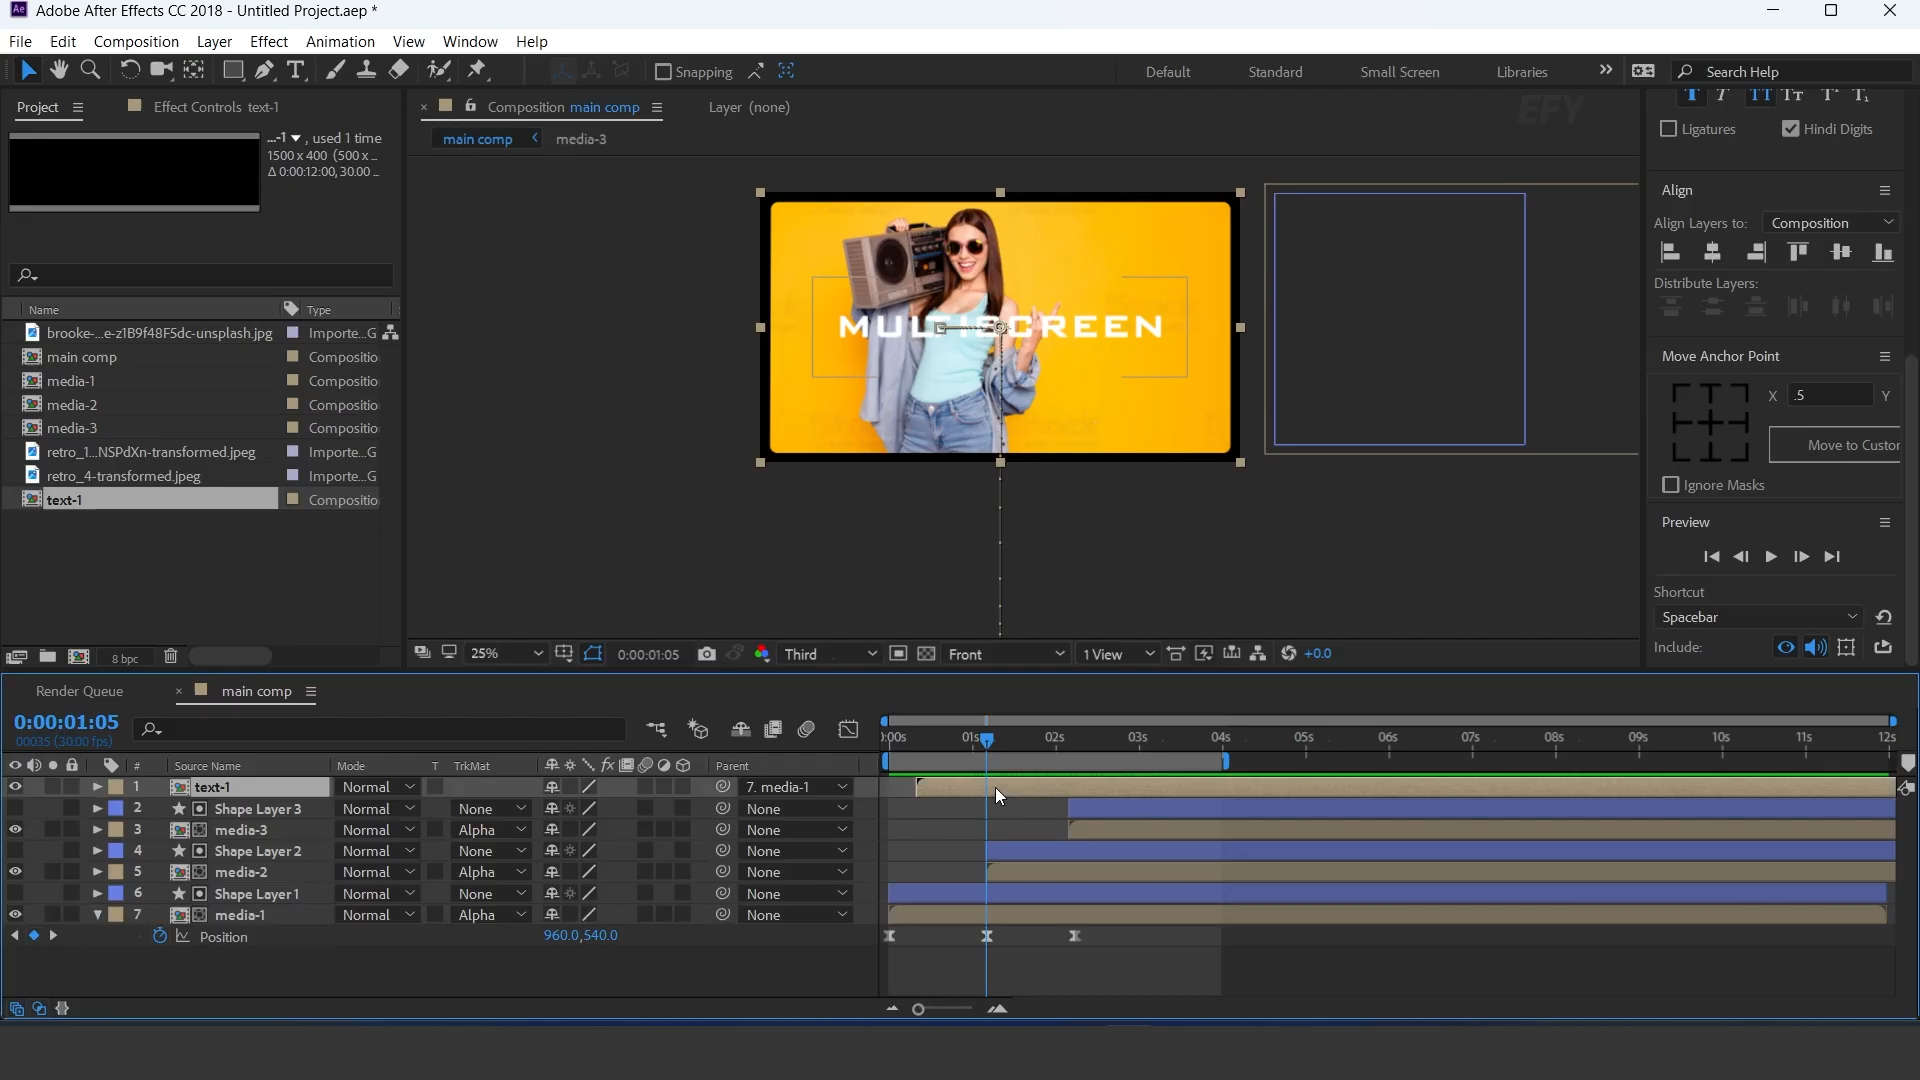 Adobe After Effects CC 2018 - Untitled Project.aep *
File Edit Composition Layer Effect Animation View Window Help
Snapping Default Standard Small Screen Libraries Search Help
Project Effect Controls text-1 Composition main comp Layer (none) EFY
...-1 , used 1 time main comp media-3 Ligatures Hindi Digits
1500 x 400 (500 x ...
Δ 0:00:12:00, 30.00 ...
Align
Align Layers to: Composition
Distribute Layers:
MULTISCREEN
Name Type
brooke-...e-z1B9f48F5dc-unsplash.jpg Importe...G
main comp Compositio
media-1 Compositio
media-2 Compositio
media-3 Compositio
retro_1...NSPdXn-transformed.jpeg Importe...G
retro_4-transformed.jpeg Importe...G
text-1 Compositio
Move Anchor Point
X .5 Y
Move to Custor
Ignore Masks
Preview
Shortcut
Spacebar
Include:
8 bpc 25% 0:00:01:05 Third Front 1 View +0.0
Render Queue main comp
0:00:01:05
00035 (30.00 fps)
):00s 01s 02s 03s 04s 05s 06s 07s 08s 09s 10s 11s 12s
# Source Name Mode T TrkMat Parent
1 text-1 Normal 7. media-1
2 Shape Layer 3 Normal None None
3 media-3 Normal Alpha None
4 Shape Layer 2 Normal None None
5 media-2 Normal Alpha None
6 Shape Layer 1 Normal None None
7 media-1 Normal Alpha None
Position 960.0,540.0